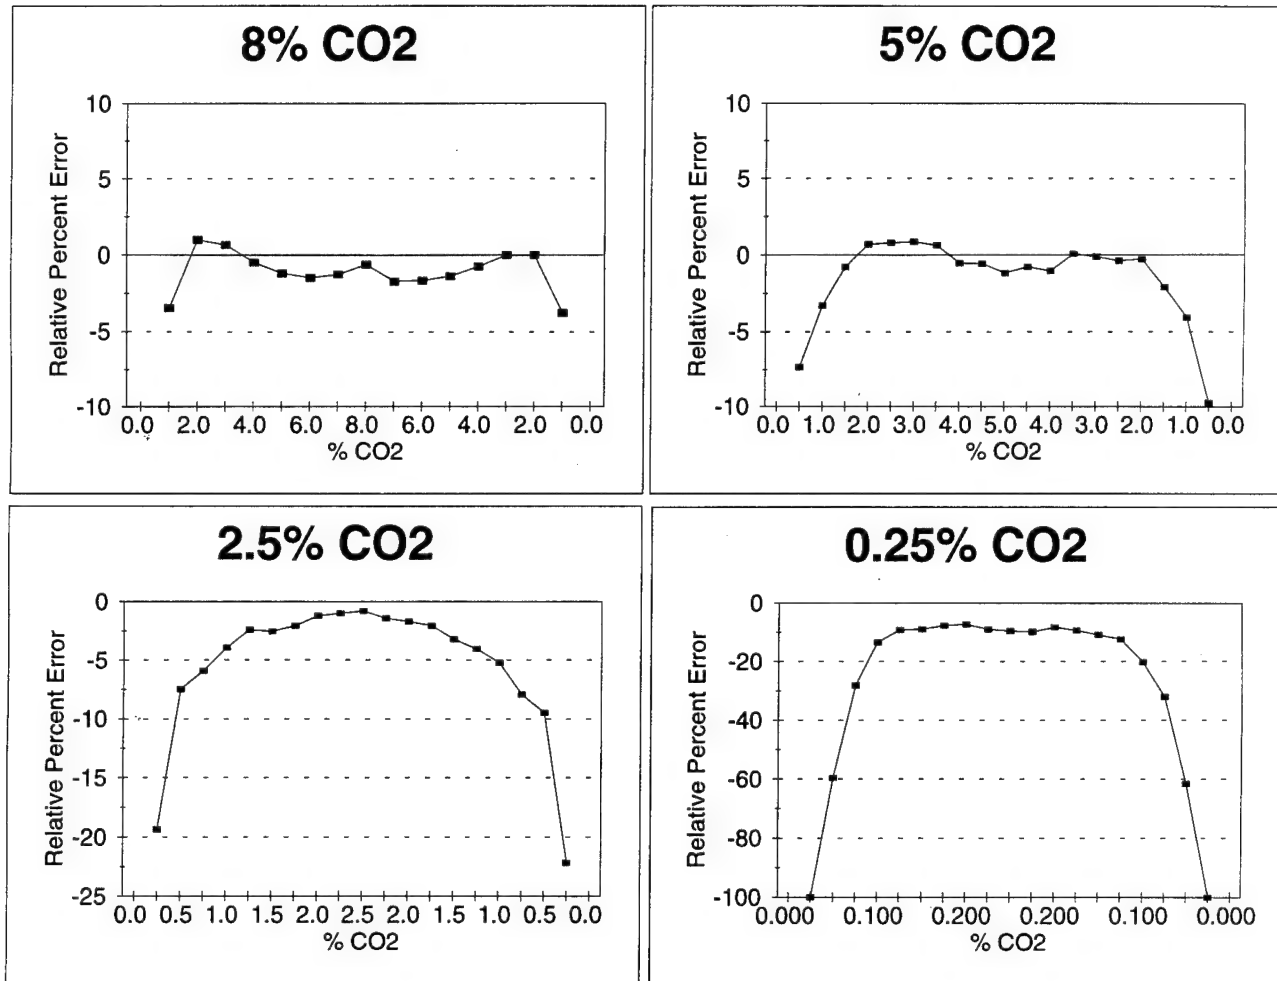 8% CO2
10
5
0
-5
-10
Relative Percent Error
0.0 2.0 4.0 6.0 8.0 6.0 4.0 2.0 0.0
% CO2
5% CO2
10
5
0
-5
-10
Relative Percent Error
0.0 1.0 2.0 3.0 4.0 5.0 4.0 3.0 2.0 1.0 0.0
% CO2
2.5% CO2
0
-5
-10
-15
-20
-25
Relative Percent Error
0.0 0.5 1.0 1.5 2.0 2.5 2.0 1.5 1.0 0.5 0.0
% CO2
0.25% CO2
0
-20
-40
-60
-80
-100
Relative Percent Error
0.000 0.100 0.200 0.200 0.100 0.000
% CO2